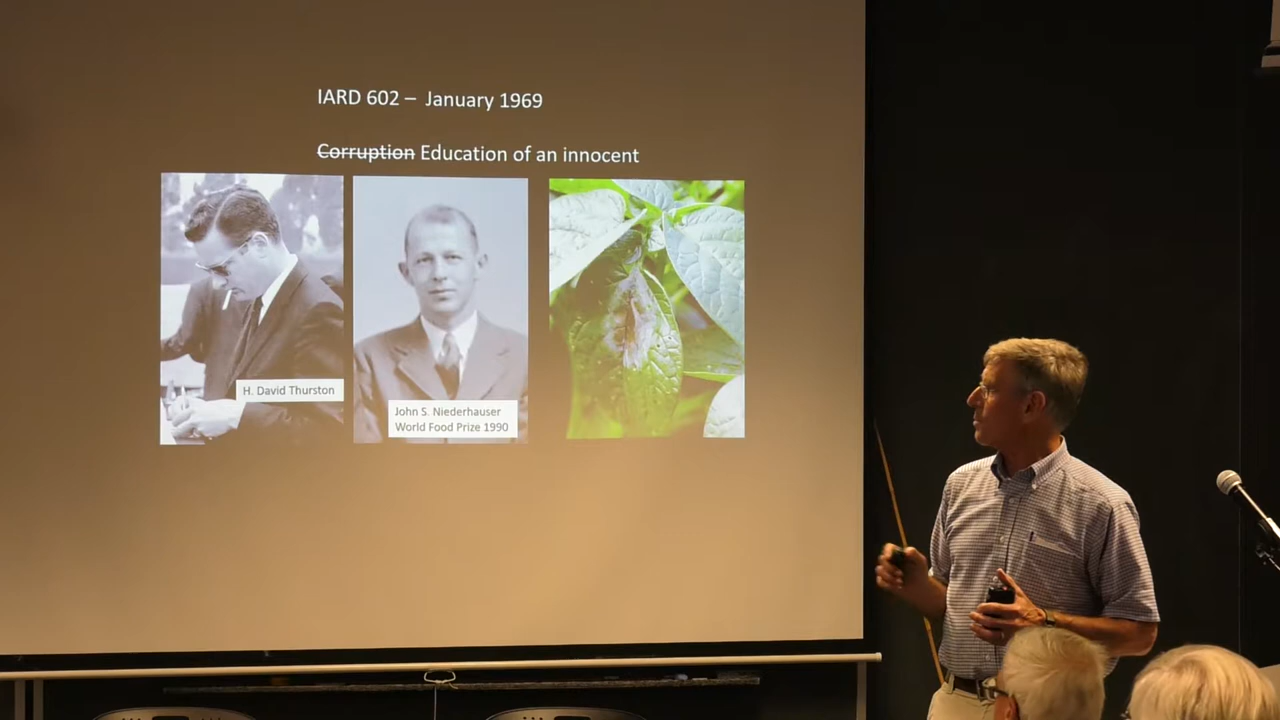 IARD 602 – January 1969
Corruption Education of an innocent
H. David Thurston
John S. Niederhauser
World Food Prize 1990